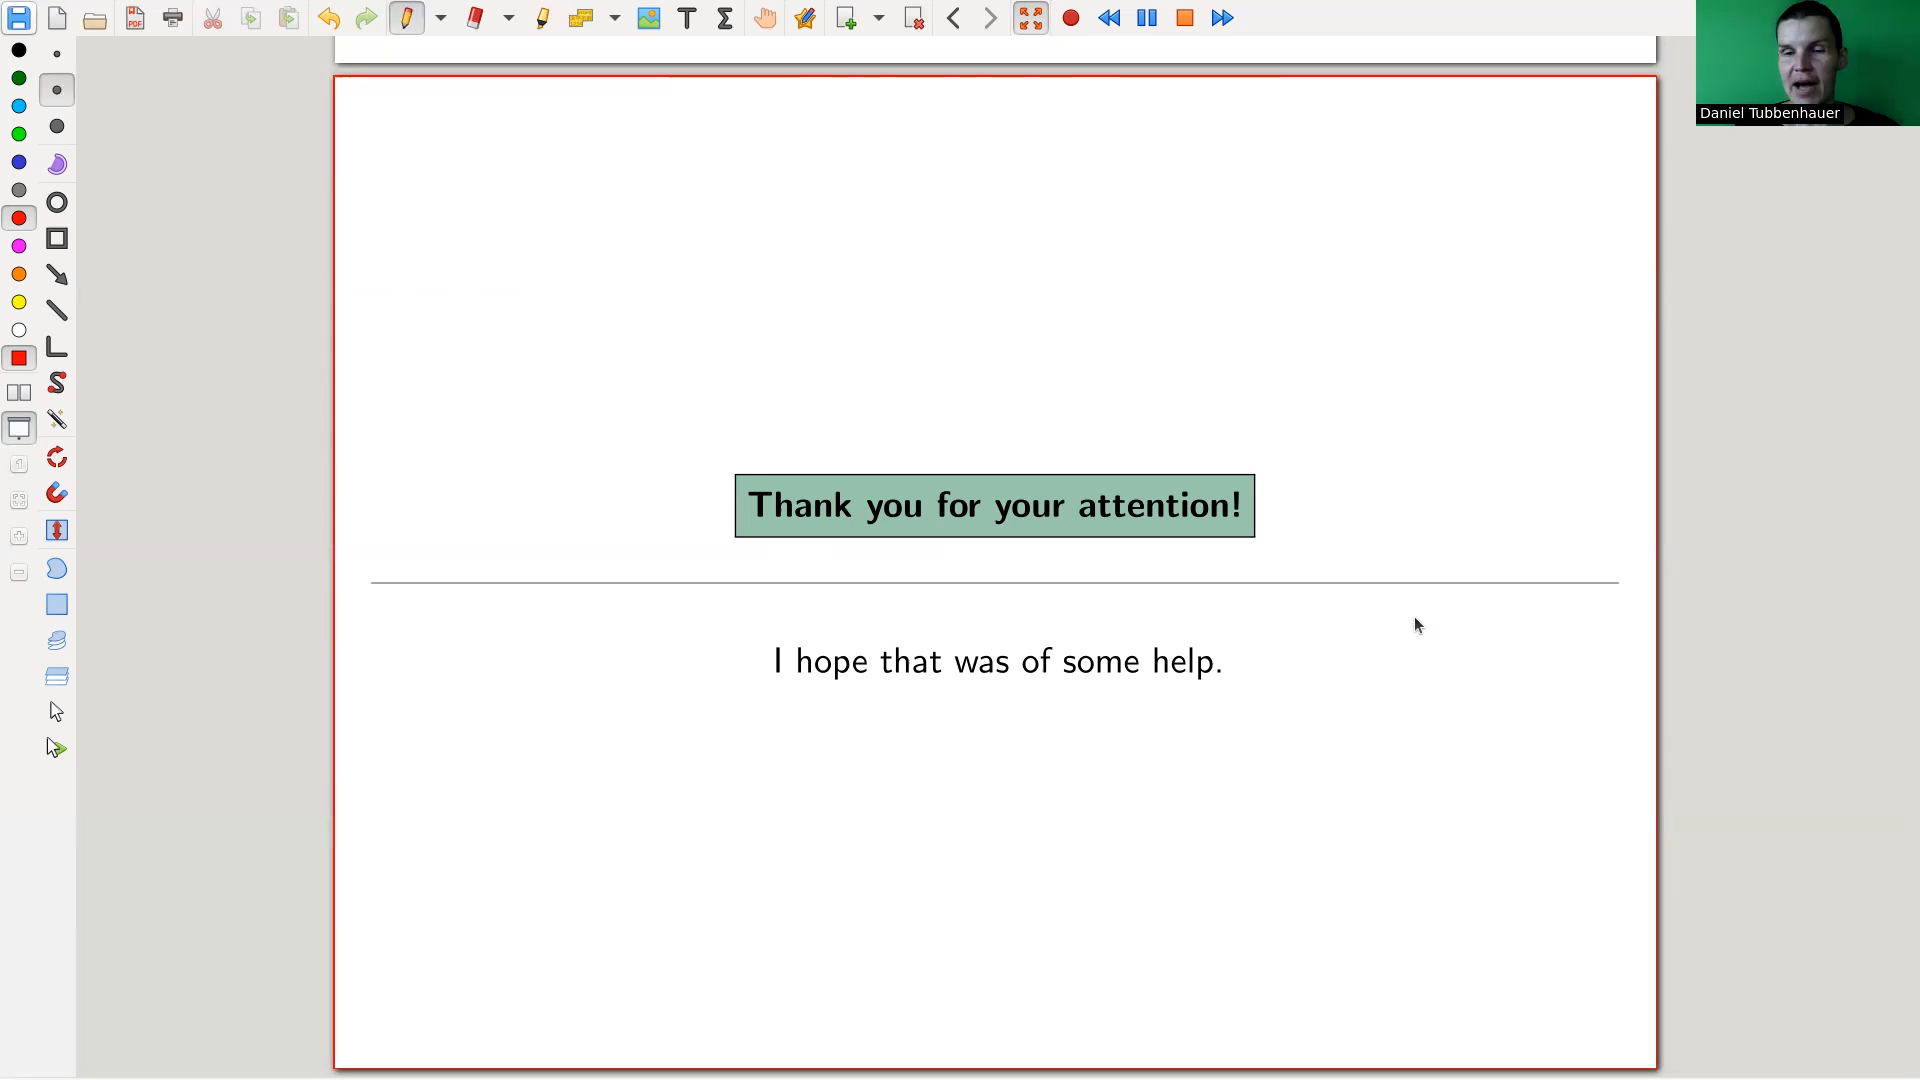 Daniel Tubbenhauer
Thank you for your attention!
I hope that was of some help.